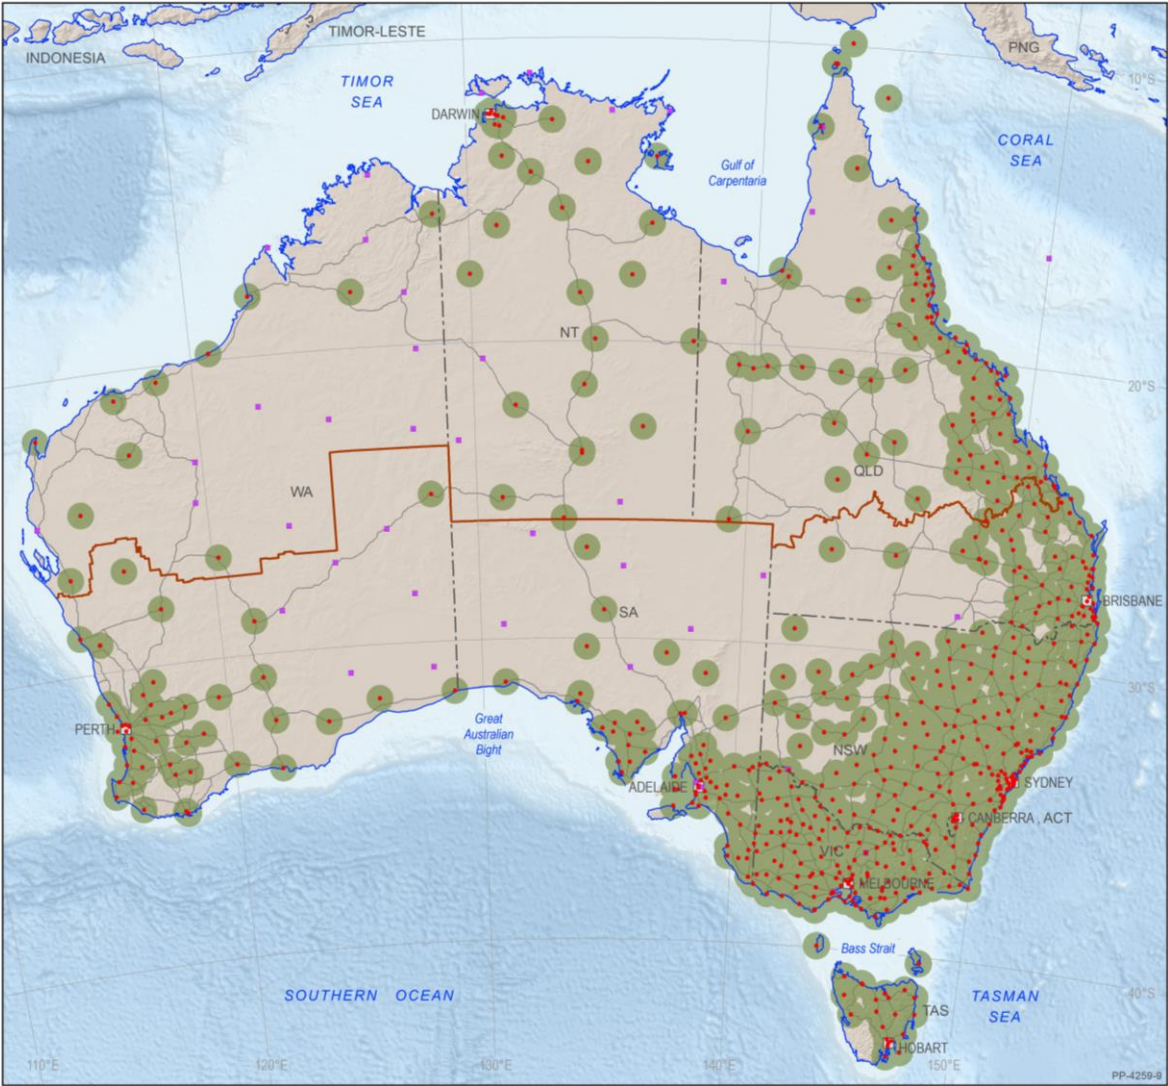 TIMOR-LESTE
INDONESIA
PNG
10°S
TIMOR
SEA
DARWIN
CORAL
SEA
Gulf of
Carpentaria
NT
20°S
QLD
WA
BRISBANE
SA
30°S
Great
Australian
Bight
PERTH
NSW
ADELAIDE
SYDNEY
CANBERRA , ACT
VIC
MELBOURNE
Bass Strait
SOUTHERN OCEAN
TASMAN
SEA
40°S
TAS
HOBART
110°E
120°E
130°E
140°E
150°E
PP-4259-9